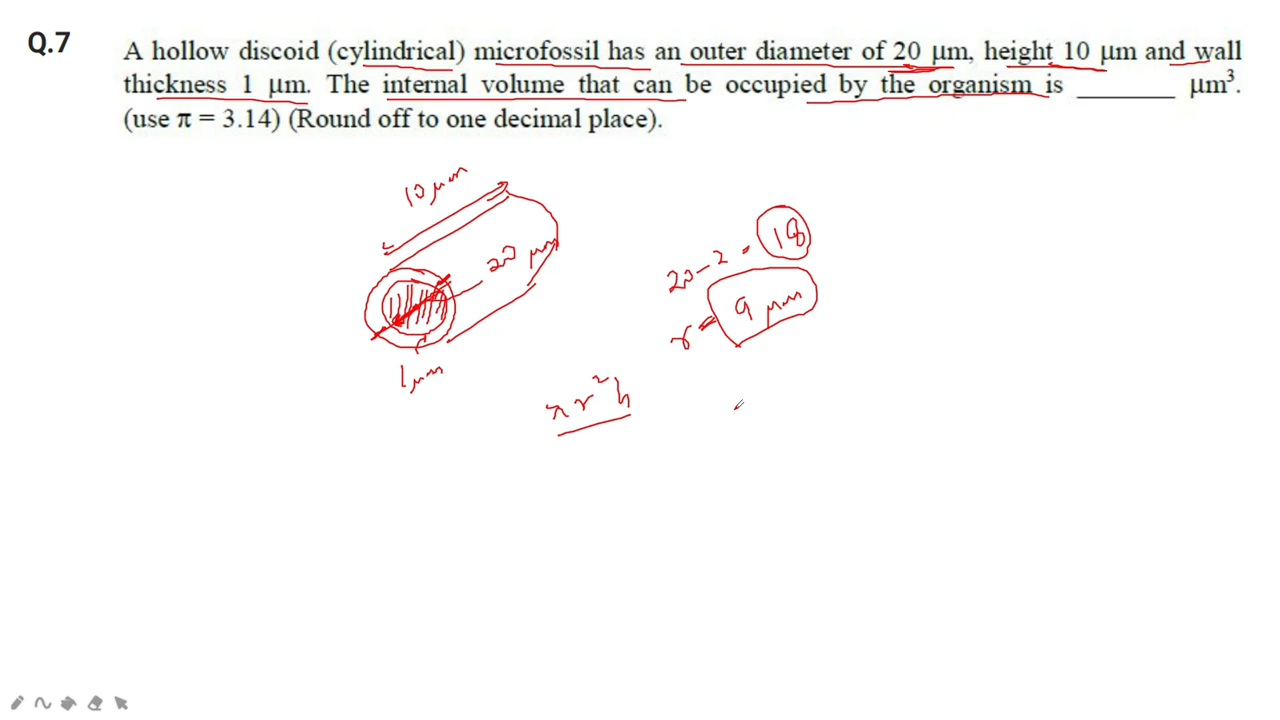 Q.7
A hollow discoid (cylindrical) microfossil has an outer diameter of 20 μm, height 10 μm and wall
thickness 1 μm. The internal volume that can be occupied by the organism is ________ μm³.
(use π = 3.14) (Round off to one decimal place).
10 μm
20 μm
1 μm
20-2 = 18
r = 9 μm
πr²h